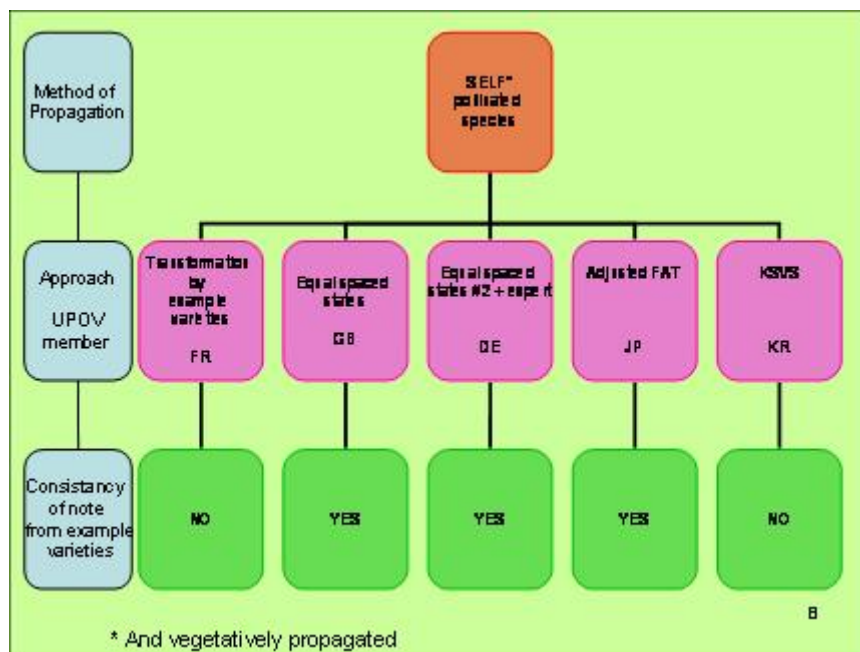 Method of
Propagation
SELF*
pollinated
species
Approach
UPOV
member
Transformation
by
example
varieties
FR
Equal spaced
states
GB
Equal spaced
states #2 + expert
DE
Adjusted FAT
JP
KSVS
KR
Consistancy
of note
from example
varieties
NO
YES
YES
YES
NO
* And vegetatively propagated